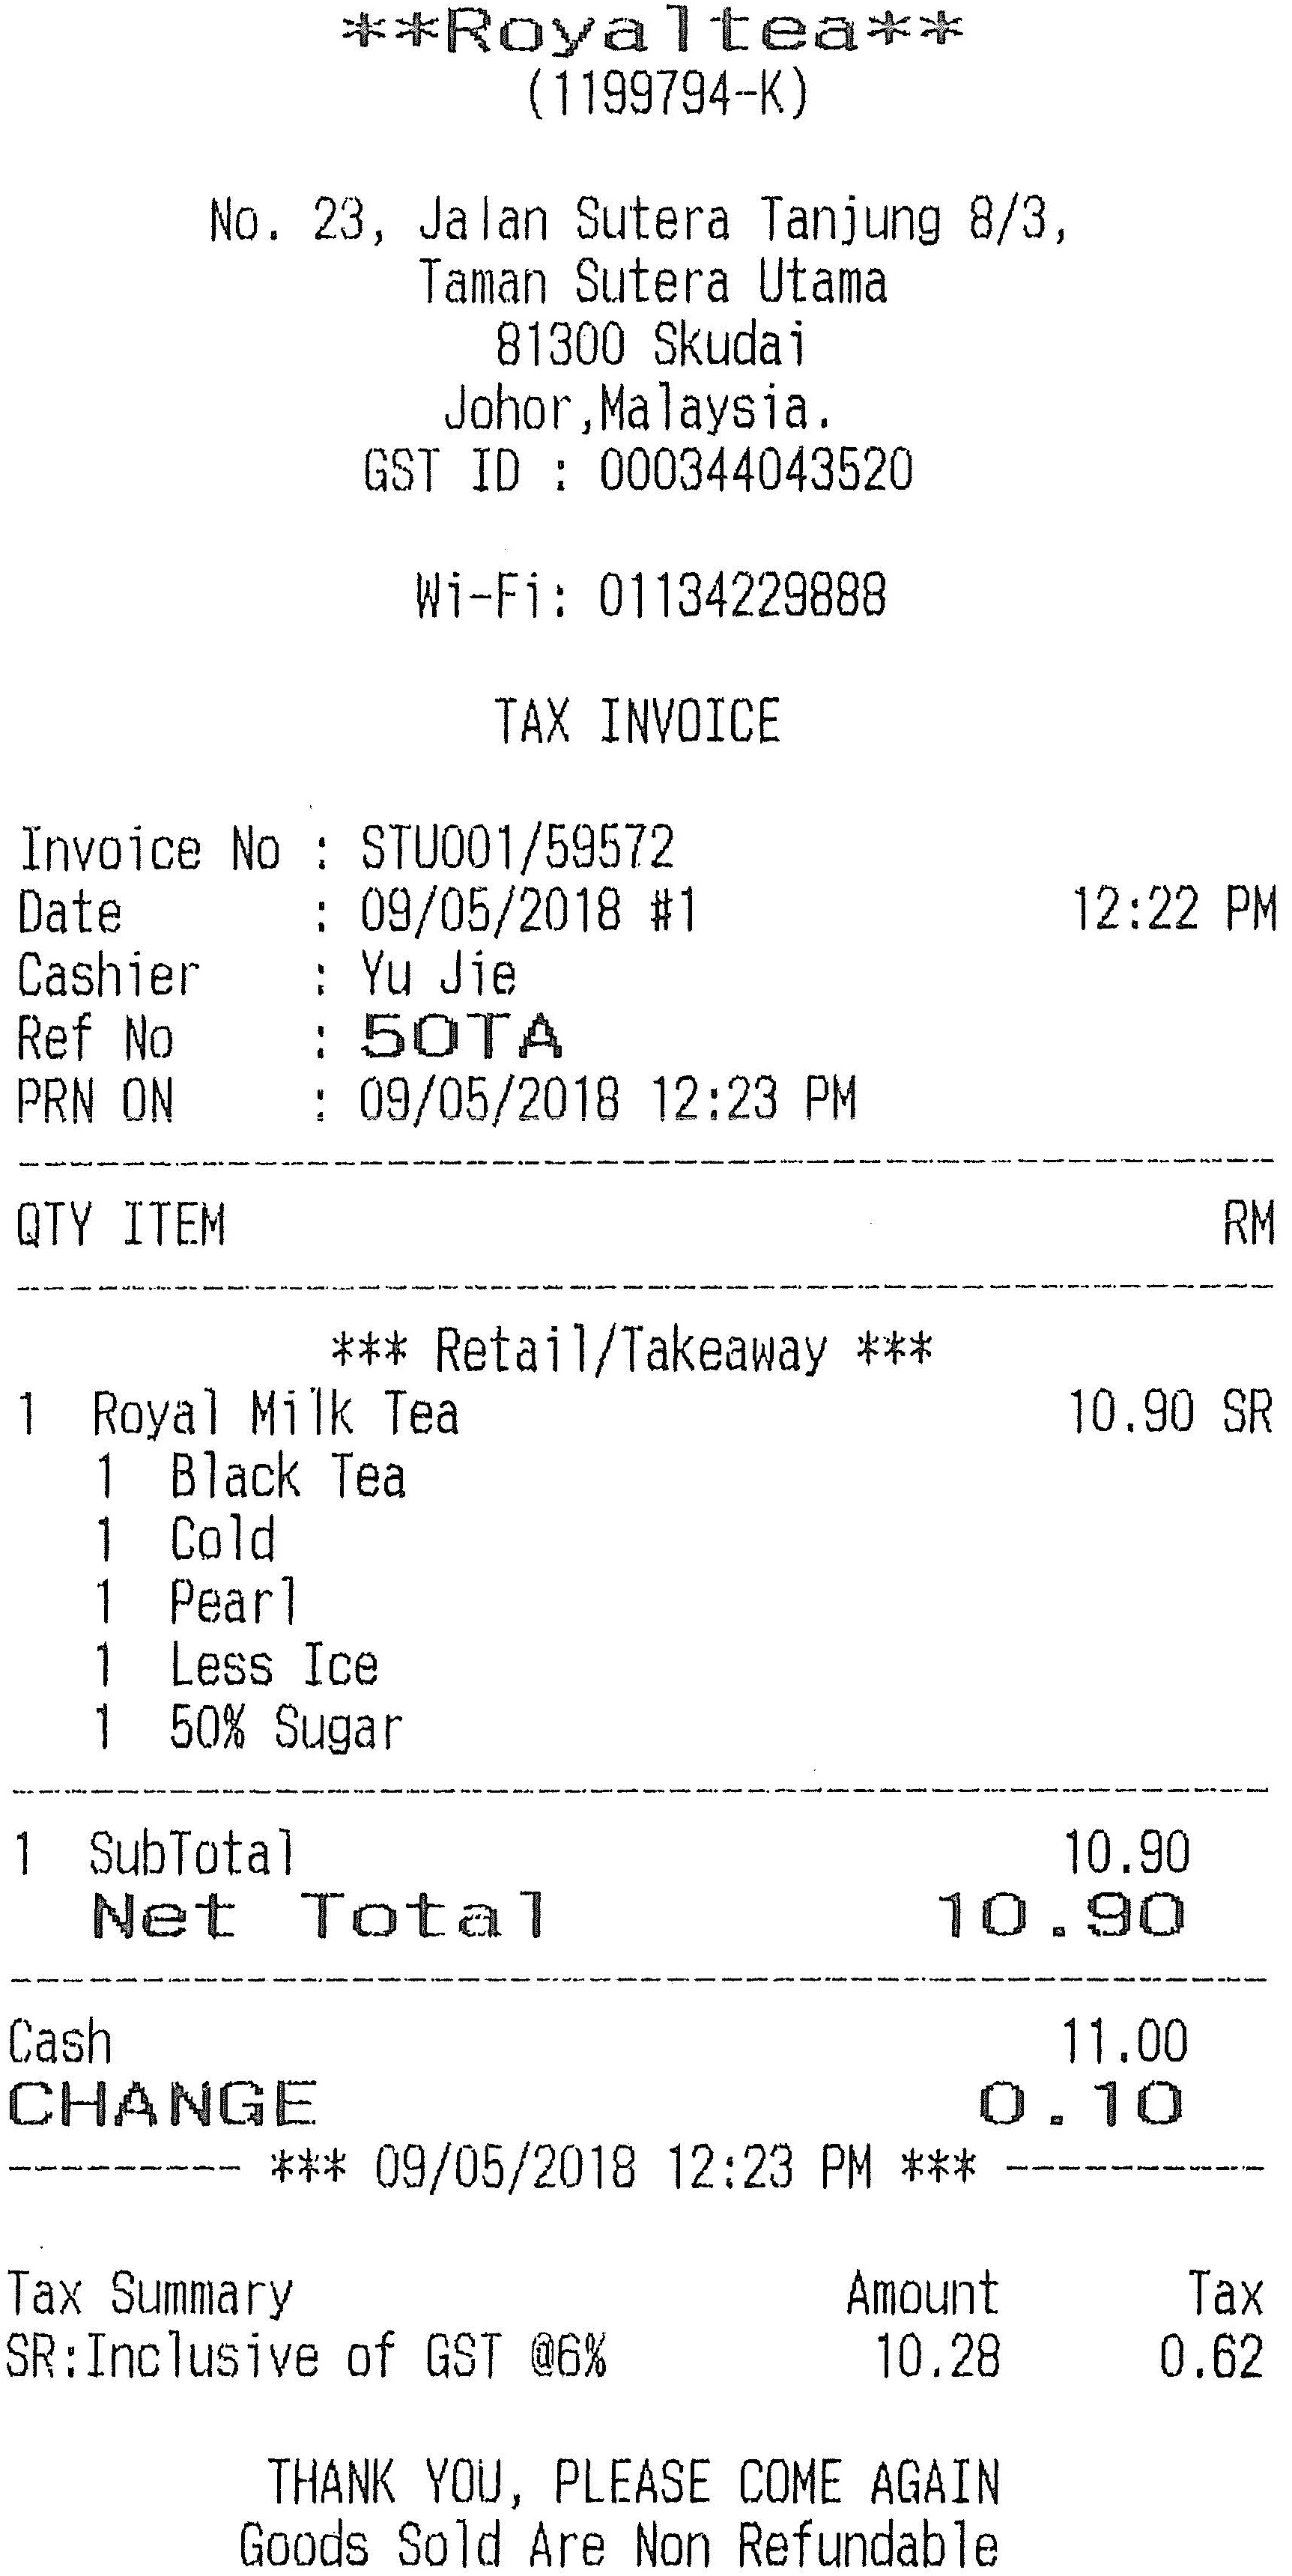 **Royaltea**
(1199794-K)
No. 23, Jalan Sutera Tanjung 8/3,
Taman Sutera Utama
81300 Skudai
Johor,Malaysia.
GST ID : 000344043520
Wi-Fi: 01134229888
TAX INVOICE
Invoice No : STU001/59572
Date : 09/05/2018 #1 12:22 PM
Cashier : Yu Jie
Ref No : 50TA
PRN ON : 09/05/2018 12:23 PM
QTY ITEM RM
*** Retail/Takeaway ***
1 Royal Milk Tea 10.90 SR
1 Black Tea
1 Cold
1 Pearl
1 Less Ice
1 50% Sugar
1 SubTotal 10.90
Net Total 10.90
Cash 11.00
CHANGE 0.10
--------- *** 09/05/2018 12:23 PM *** ----------
Tax Summary Amount Tax
SR:Inclusive of GST @6% 10.28 0.62
THANK YOU, PLEASE COME AGAIN
Goods Sold Are Non Refundable